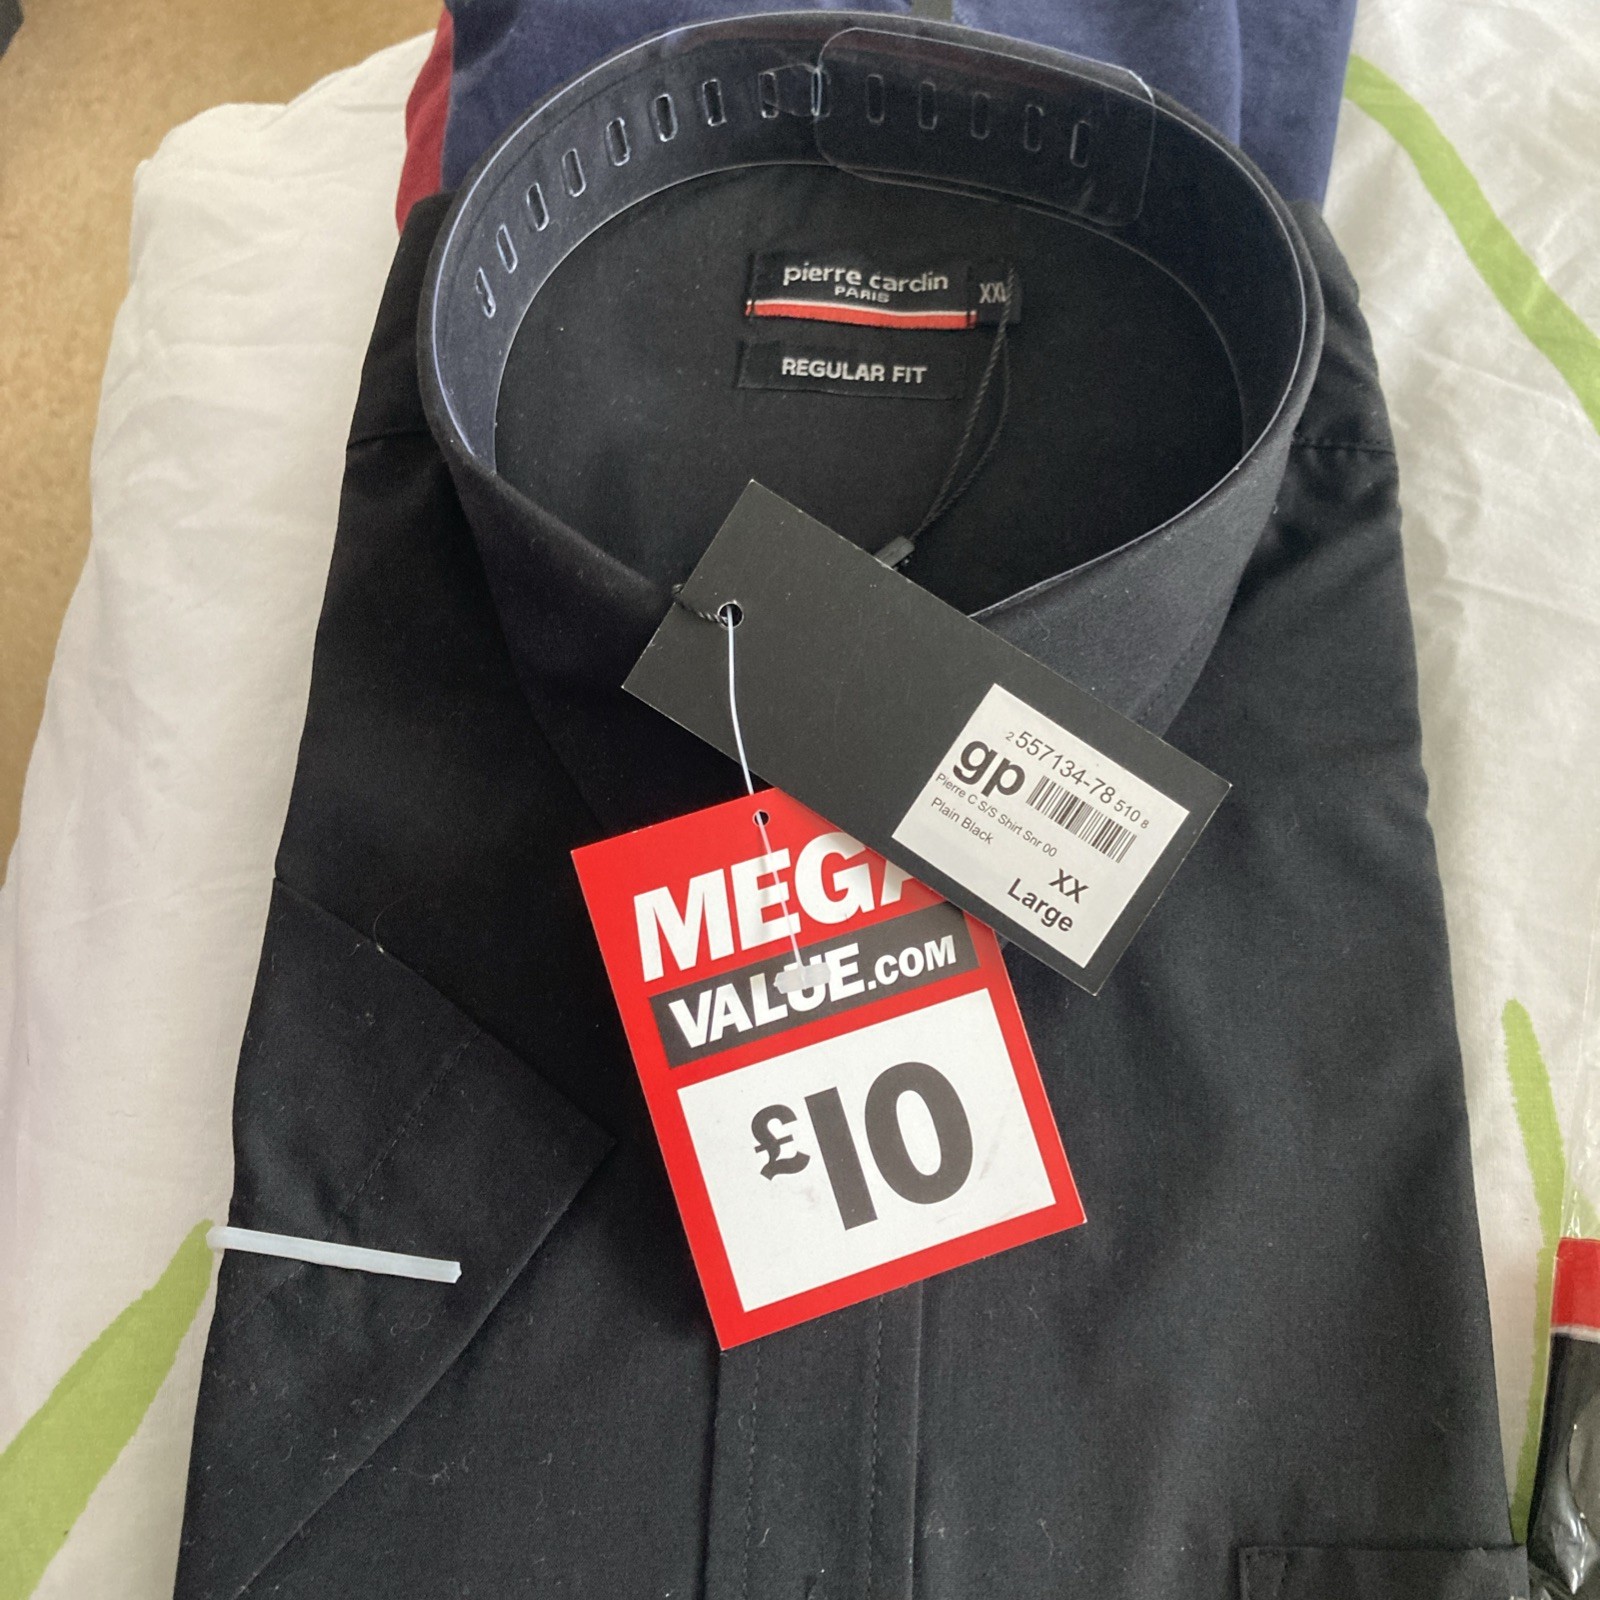 pierre cardin
PARIS
XXL
REGULAR FIT
2 557134-78 510 8
gp
Pierre C S/S Shirt Snr 00
Plain Black
XX
Large
MEGA
VALUE.COM
£10